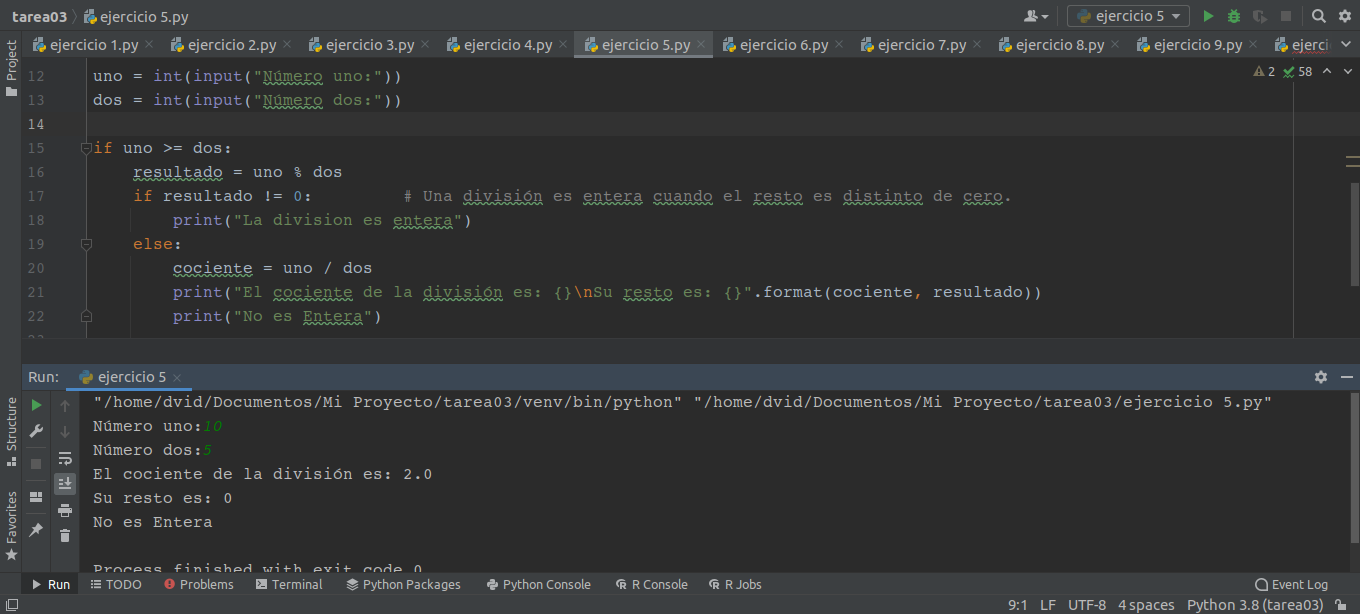 tarea03 ejercicio 5.py ejercicio 5
Project
ejercicio 1.py ejercicio 2.py ejercicio 3.py ejercicio 4.py ejercicio 5.py ejercicio 6.py ejercicio 7.py ejercicio 8.py ejercicio 9.py ejerci
2 58
12 uno = int(input("Número uno:"))
13 dos = int(input("Número dos:"))
14
15 if uno >= dos:
16 resultado = uno % dos
17 if resultado != 0: # Una división es entera cuando el resto es distinto de cero.
18 print("La division es entera")
19 else:
20 cociente = uno / dos
21 print("El cociente de la división es: {}\nSu resto es: {}".format(cociente, resultado))
22 print("No es Entera")
Run: ejercicio 5
"/home/dvid/Documentos/Mi Proyecto/tarea03/venv/bin/python" "/home/dvid/Documentos/Mi Proyecto/tarea03/ejercicio 5.py"
Número uno:10
Número dos:5
El cociente de la división es: 2.0
Su resto es: 0
No es Entera
Process finished with exit code 0
Structure
Favorites
Run TODO Problems Terminal Python Packages Python Console R Console R Jobs Event Log
9:1 LF UTF-8 4 spaces Python 3.8 (tarea03)